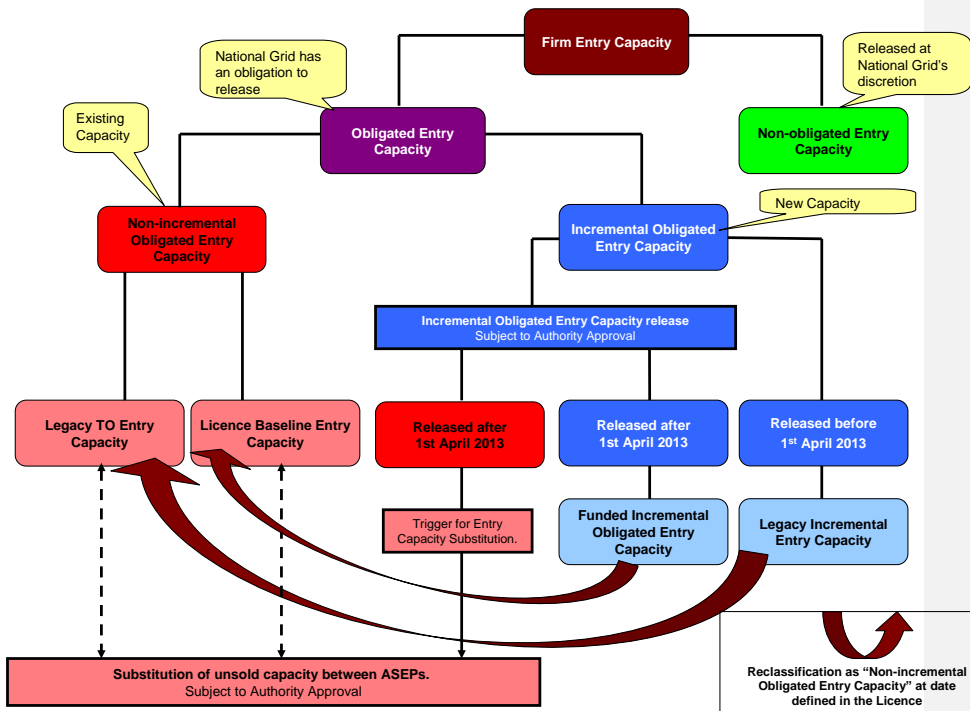 Firm Entry Capacity
National Grid has
an obligation to
release
Released at
National Grid's
discretion
Existing
Capacity
Obligated Entry
Capacity
Non-obligated Entry
Capacity
New Capacity
Non-incremental
Obligated Entry
Capacity
Incremental Obligated
Entry Capacity
Incremental Obligated Entry Capacity release
Subject to Authority Approval
Legacy TO Entry
Capacity
Licence Baseline Entry
Capacity
Released after
1st April 2013
Released after
1st April 2013
Released before
1st April 2013
Trigger for Entry
Capacity Substitution.
Funded Incremental
Obligated Entry
Capacity
Legacy Incremental
Entry Capacity
Substitution of unsold capacity between ASEPs.
Subject to Authority Approval
Reclassification as “Non-incremental
Obligated Entry Capacity” at date
defined in the Licence